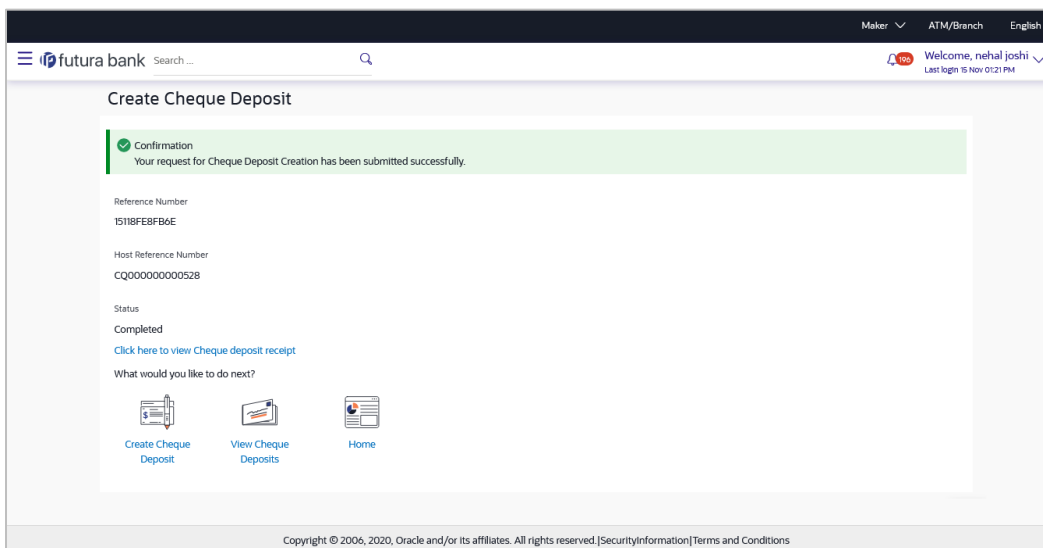 Maker ATM/Branch English
futura bank Search ... 196 Welcome, nehal joshi
Last login 15 Nov 01:21 PM
Create Cheque Deposit
Confirmation
Your request for Cheque Deposit Creation has been submitted successfully.
Reference Number
15118FE8FB6E
Host Reference Number
CQ000000000528
Status
Completed
Click here to view Cheque deposit receipt
What would you like to do next?
Create Cheque Deposit
View Cheque Deposits
Home
Copyright © 2006, 2020, Oracle and/or its affiliates. All rights reserved.|SecurityInformation|Terms and Conditions